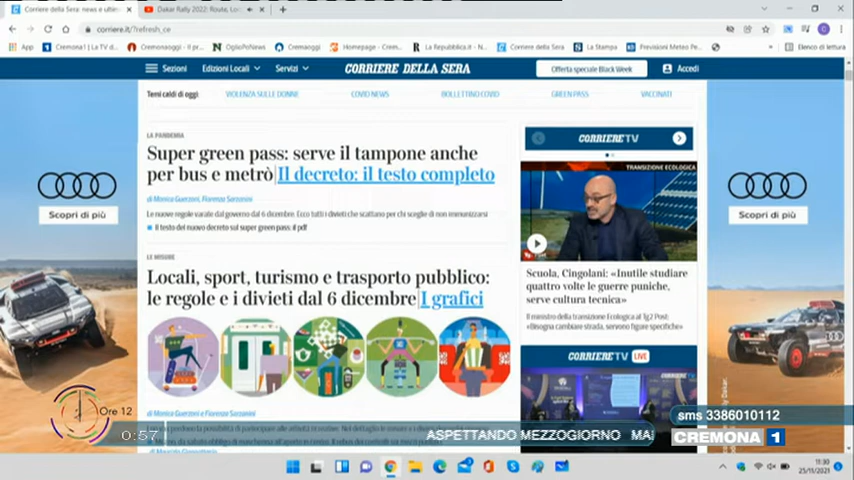 Corriere della Sera: news e ultime
Dakar Rally 2022: Route, Loc
corriere.it/?refresh_ce
App
Cremona1 | La TV d...
Cremonaoggi - Il pr...
OglioPoNews
Cremaoggi
Homepage - Crem...
La Repubblica.it - N...
Corriere della Sera
La Stampa
Previsioni Meteo Pe...
Elenco di lettura
Sezioni
Edizioni Locali
Servizi
CORRIERE DELLA SERA
Offerta speciale Black Week
Accedi
Temi caldi di oggi:
VIOLENZA SULLE DONNE
COVID NEWS
BOLLETTINO COVID
GREEN PASS
VACCINATI
LA PANDEMIA
Super green pass: serve il tampone anche
per bus e metrò|Il decreto: il testo completo
di Monica Guerzoni, Fiorenza Sarzanini
Le nuove regole varate dal governo dal 6 dicembre. Ecco tutti i divieti che scattano per chi sceglie di non immunizzarsi
Il testo del nuovo decreto sul super green pass: il pdf
LE MISURE
Locali, sport, turismo e trasporto pubblico:
le regole e i divieti dal 6 dicembre|I grafici
di Monica Guerzoni e Fiorenza Sarzanini
CORRIERE TV
TRANSIZIONE ECOLOGICA
Scuola, Cingolani: «Inutile studiare
quattro volte le guerre puniche,
serve cultura tecnica»
Il ministro della transizione Ecologica al Tg2 Post:
«Bisogna cambiare strada, servono figure specifiche»
CORRIERE TV LIVE
Scopri di più
Scopri di più
Ore 12
0:57
ASPETTANDO MEZZOGIORNO
sms 3386010112
CREMONA 1
11:30
25/11/2021